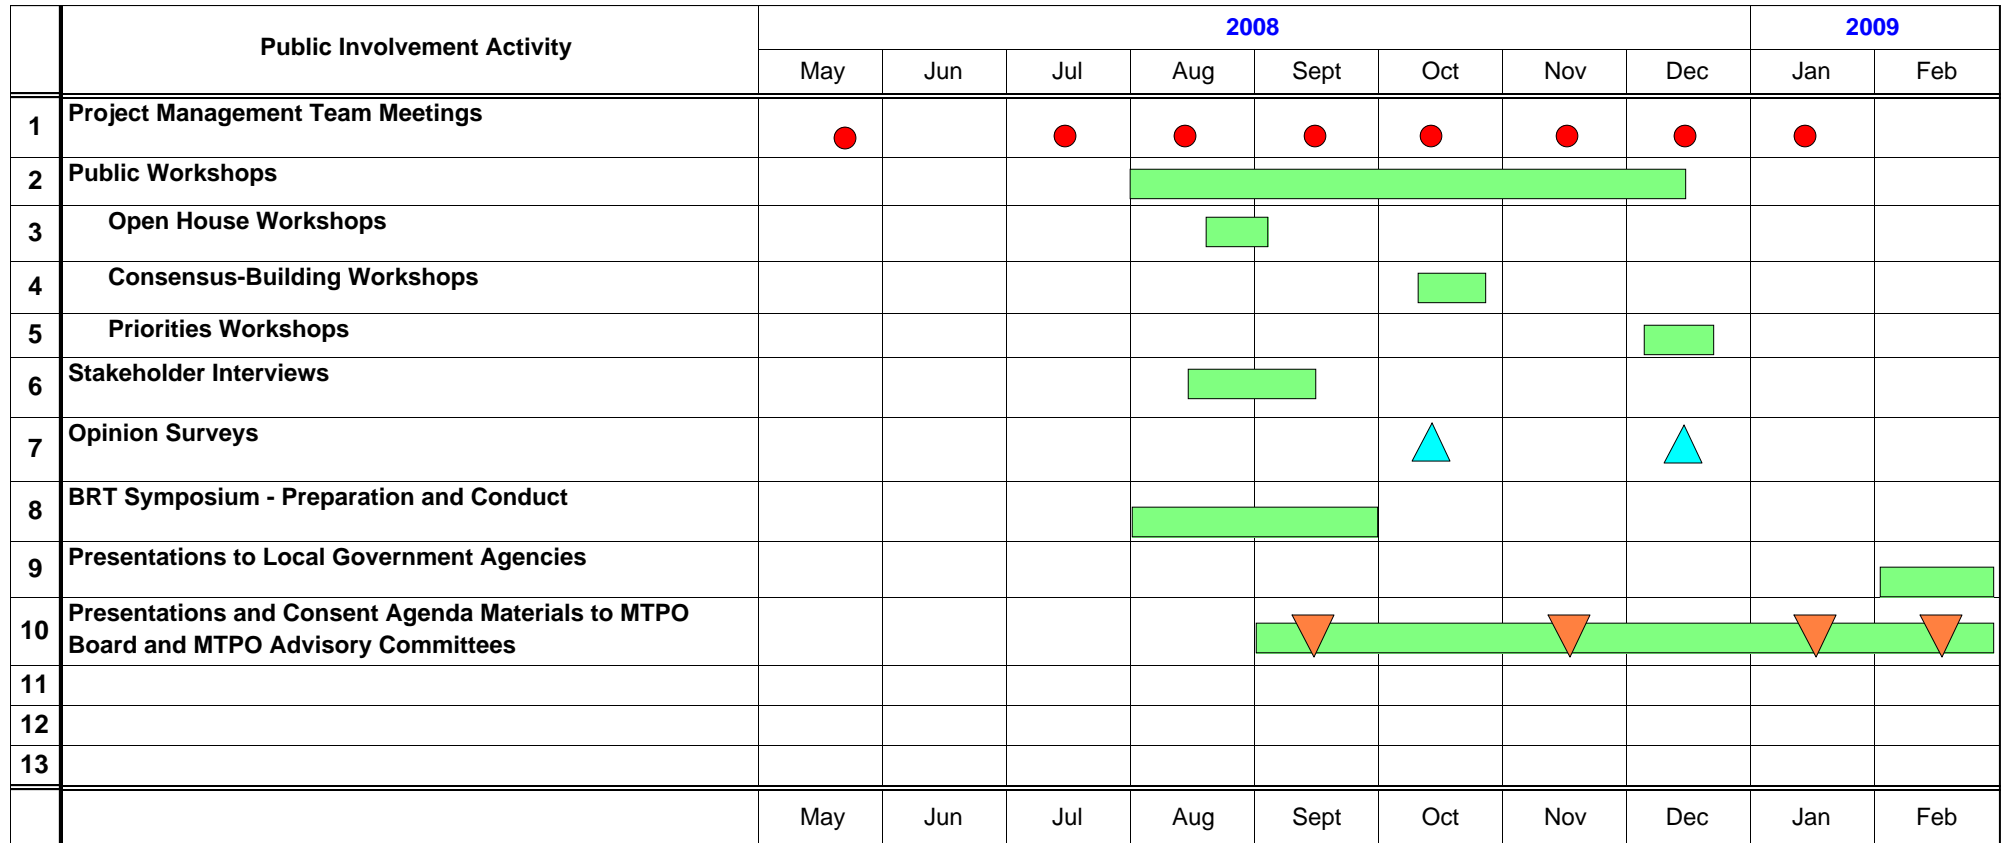 2008 2009
Public Involvement Activity
May Jun Jul Aug Sept Oct Nov Dec Jan Feb
1 Project Management Team Meetings
2 Public Workshops
3 Open House Workshops
4 Consensus-Building Workshops
5 Priorities Workshops
6 Stakeholder Interviews
7 Opinion Surveys
8 BRT Symposium - Preparation and Conduct
9 Presentations to Local Government Agencies
10 Presentations and Consent Agenda Materials to MTPO
Board and MTPO Advisory Committees
11
12
13
May Jun Jul Aug Sept Oct Nov Dec Jan Feb